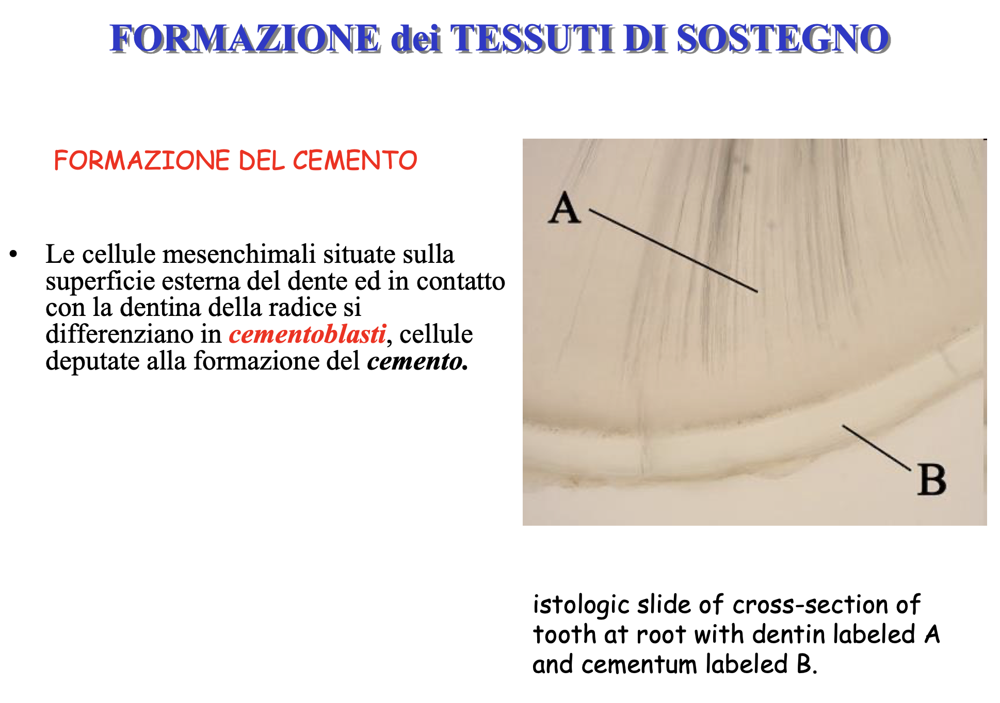 FORMAZIONE dei TESSUTI DI SOSTEGNO
FORMAZIONE DEL CEMENTO
• Le cellule mesenchimali situate sulla
superficie esterna del dente ed in contatto
con la dentina della radice si
differenziano in cementoblasti, cellule
deputate alla formazione del cemento.
A
B
istologic slide of cross-section of
tooth at root with dentin labeled A
and cementum labeled B.